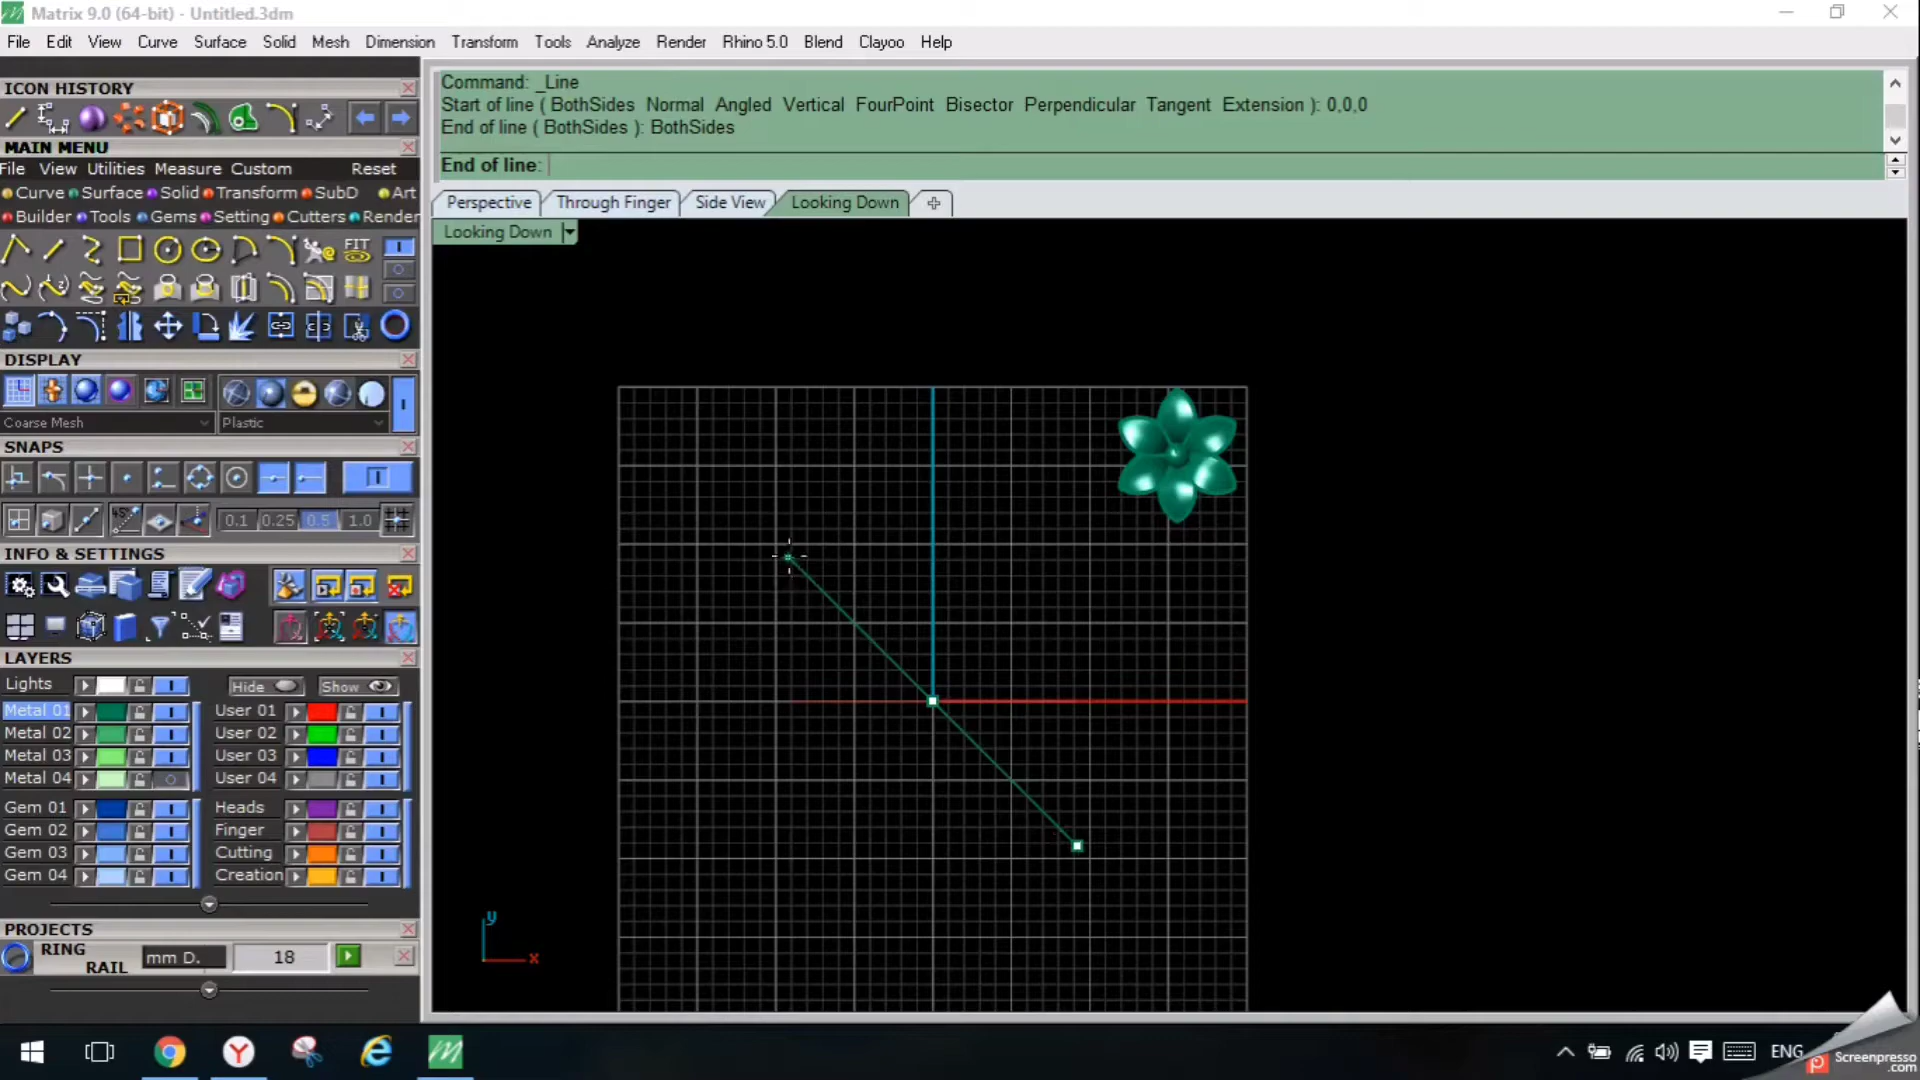 Matrix 9.0 (64-bit) - Untitled.3dm
File Edit View Curve Surface Solid Mesh Dimension Transform Tools Analyze Render Rhino 5.0 Blend Clayoo Help
ICON HISTORY
MAIN MENU
File View Utilities Measure Custom Reset
Curve Surface Solid Transform SubD Art
Builder Tools Gems Setting Cutters Render
FIT
DISPLAY
Coarse Mesh Plastic
SNAPS
45°
0.1 0.25 0.5 1.0
INFO & SETTINGS
LAYERS
Lights Hide Show
Metal 01 User 01
Metal 02 User 02
Metal 03 User 03
Metal 04 User 04
Gem 01 Heads
Gem 02 Finger
Gem 03 Cutting
Gem 04 Creation
PROJECTS
RING RAIL mm D. 18
Command: _Line
Start of line ( BothSides Normal Angled Vertical FourPoint Bisector Perpendicular Tangent Extension ): 0,0,0
End of line ( BothSides ): BothSides
End of line:
Perspective Through Finger Side View Looking Down
Looking Down
y
x
ENG
Screenpresso
.com